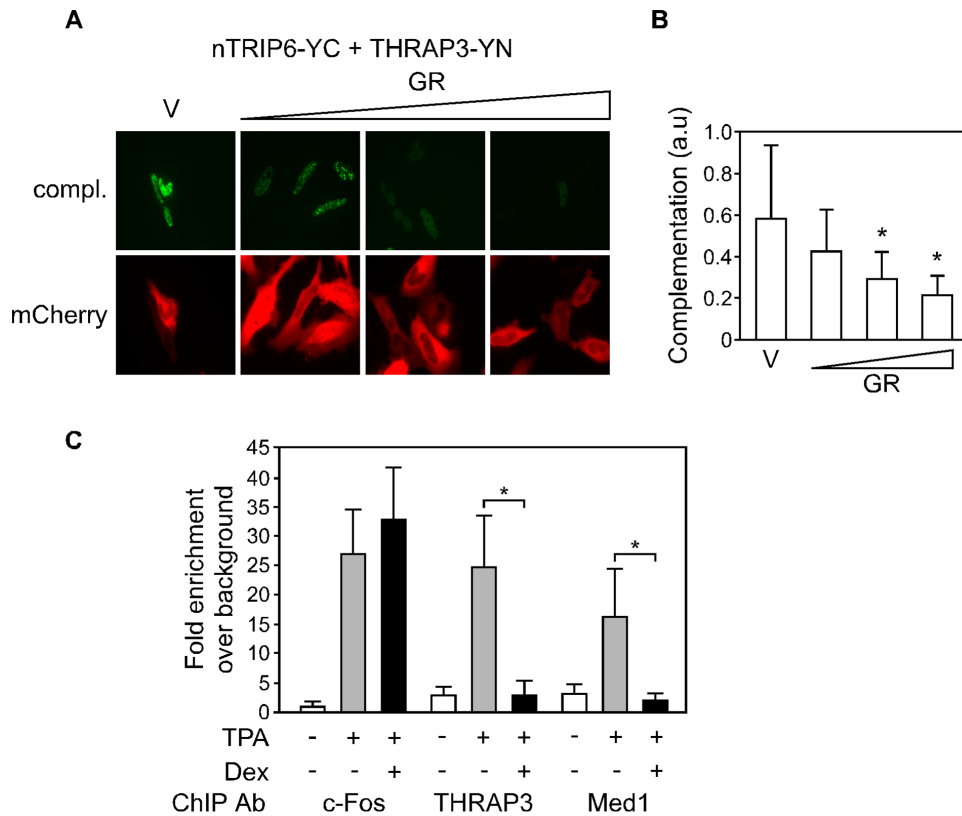 A
nTRIP6-YC + THRAP3-YN
GR
V
compl.
mCherry
B
Complementation (a.u)
1.0
0.8
0.6
0.4
0.2
0
*
*
V
GR
C
Fold enrichment
over background
45
40
35
30
25
20
15
10
5
0
*
*
TPA - + + - + + - + +
Dex - - + - - + - - +
ChIP Ab c-Fos THRAP3 Med1